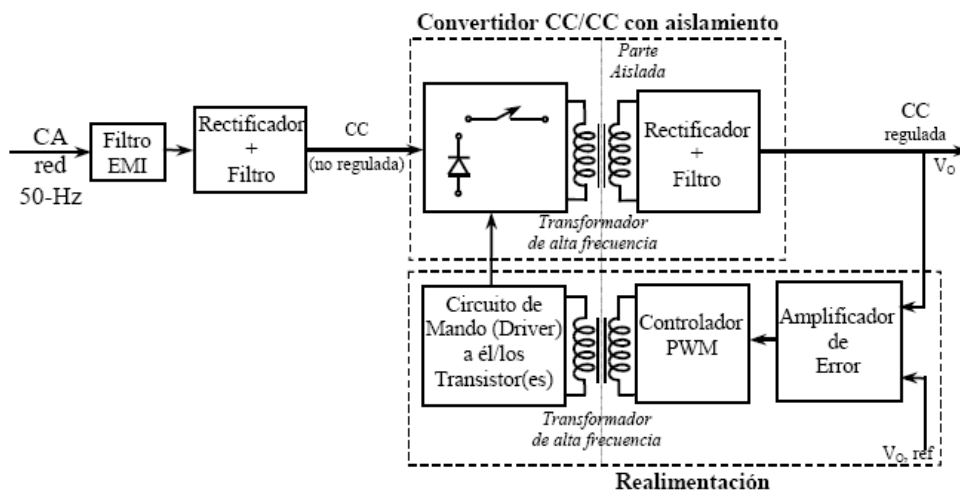 Convertidor CC/CC con aislamiento
Parte
Aislada
CA
red
50-Hz
Filtro
EMI
Rectificador
+
Filtro
CC
(no regulada)
Rectificador
+
Filtro
CC
regulada
Vo
Transformador
de alta frecuencia
Circuito de
Mando (Driver)
a él/los
Transistor(es)
Controlador
PWM
Amplificador
de
Error
Transformador
de alta frecuencia
Vo, ref
Realimentación